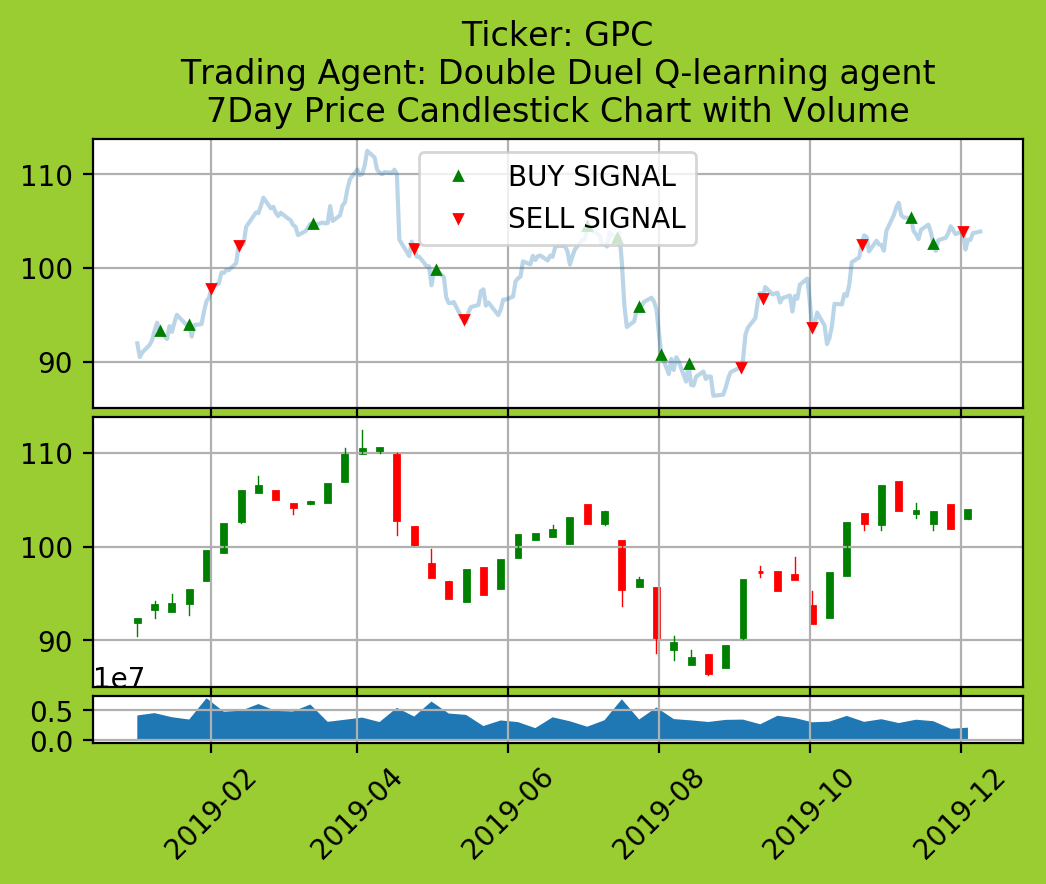 Ticker: GPC
Trading Agent: Double Duel Q-learning agent
7Day Price Candlestick Chart with Volume
110
100
90
BUY SIGNAL
SELL SIGNAL
110
100
90
1e7
0.5
0.0
2019-02
2019-04
2019-06
2019-08
2019-10
2019-12